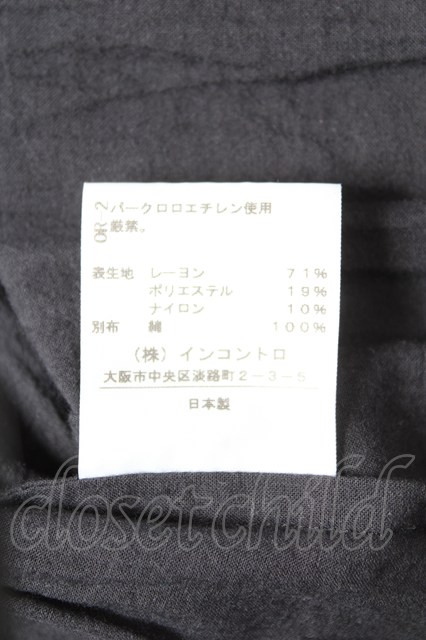 OR-2
パークロロエチレン使用
厳禁。
表生地 レーヨン 71%
ポリエステル 19%
ナイロン 10%
別布 綿 100%
(株) インコントロ
大阪市中央区淡路町2-3-5
日本製
closetchild